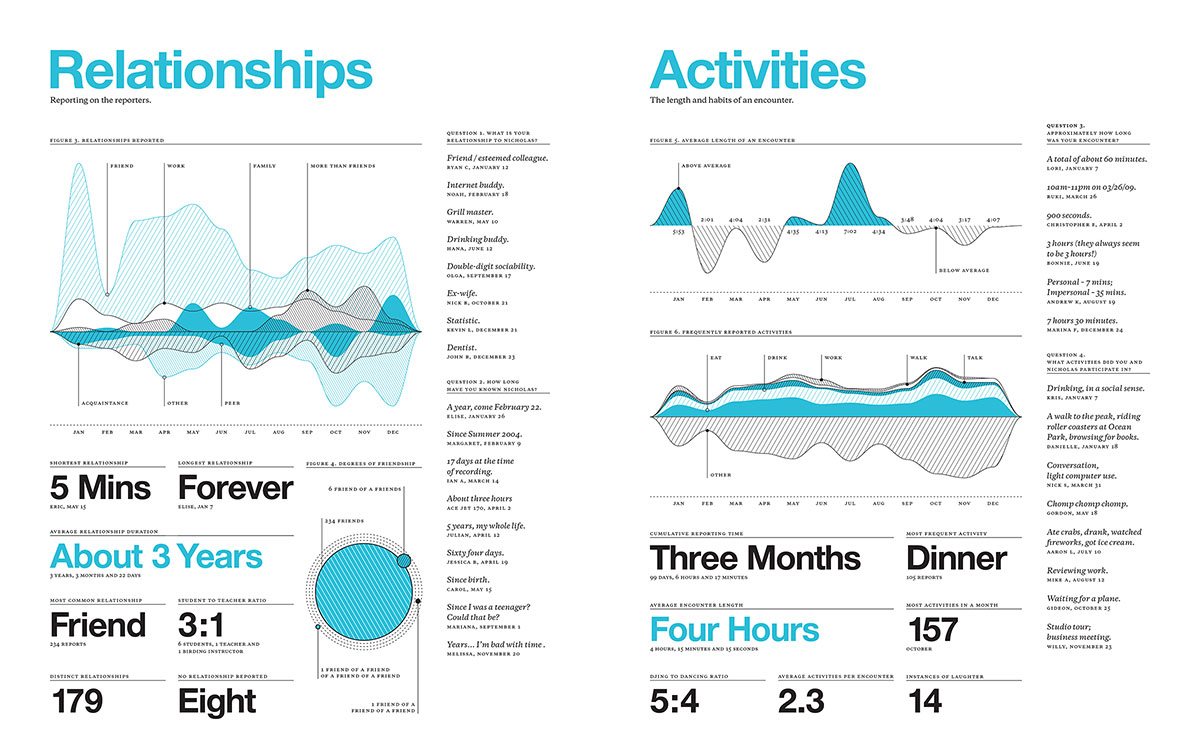 Relationships
Reporting on the reporters.
FIGURE 3. RELATIONSHIPS REPORTED
FRIEND
WORK
FAMILY
MORE THAN FRIENDS
ACQUAINTANCE
OTHER
PEER
JAN FEB MAR APR MAY JUN JUL AUG SEP OCT NOV DEC
SHORTEST RELATIONSHIP
5 Mins
ERIC, MAY 15
LONGEST RELATIONSHIP
Forever
ELISE, JAN 7
AVERAGE RELATIONSHIP DURATION
About 3 Years
3 YEARS, 3 MONTHS AND 22 DAYS
MOST COMMON RELATIONSHIP
Friend
234 REPORTS
STUDENT TO TEACHER RATIO
3:1
6 STUDENTS, 1 TEACHER AND
1 BIRDING INSTRUCTOR
DISTINCT RELATIONSHIPS
179
NO RELATIONSHIP REPORTED
Eight
FIGURE 4. DEGREES OF FRIENDSHIP
6 FRIEND OF A FRIENDS
234 FRIENDS
1 FRIEND OF A FRIEND
OF A FRIEND OF A FRIEND
1 FRIEND OF A
FRIEND OF A FRIEND
QUESTION 1. WHAT IS YOUR
RELATIONSHIP TO NICHOLAS?
Friend / esteemed colleague.
RYAN C, JANUARY 12
Internet buddy.
NOAH, FEBRUARY 18
Grill master.
WARREN, MAY 10
Drinking buddy.
HANA, JUNE 12
Double-digit sociability.
OLGA, SEPTEMBER 17
Ex-wife.
NICK B, OCTOBER 21
Statistic.
KEVIN L, DECEMBER 21
Dentist.
JOHN B, DECEMBER 23
QUESTION 2. HOW LONG
HAVE YOU KNOWN NICHOLAS?
A year, come February 22.
ELISE, JANUARY 26
Since Summer 2004.
MARGARET, FEBRUARY 9
17 days at the time
of recording.
IAN A, MARCH 14
About three hours
ACE JET 170, APRIL 2
5 years, my whole life.
JULIAN, APRIL 12
Sixty four days.
JESSICA B, APRIL 19
Since birth.
CAROL, MAY 15
Since I was a teenager?
Could that be?
MARIANA, SEPTEMBER 1
Years... I'm bad with time .
MELISSA, NOVEMBER 20
Activities
The length and habits of an encounter.
FIGURE 5. AVERAGE LENGTH OF AN ENCOUNTER
ABOVE AVERAGE
2:01 4:04 2:31 3:48 4:04 3:17 4:07
5:53 4:35 4:13 7:02 4:34
BELOW AVERAGE
JAN FEB MAR APR MAY JUN JUL AUG SEP OCT NOV DEC
FIGURE 6. FREQUENTLY REPORTED ACTIVITIES
EAT
DRINK
WORK
WALK
TALK
OTHER
JAN FEB MAR APR MAY JUN JUL AUG SEP OCT NOV DEC
CUMULATIVE REPORTING TIME
Three Months
99 DAYS, 6 HOURS AND 17 MINUTES
MOST FREQUENT ACTIVITY
Dinner
105 REPORTS
AVERAGE ENCOUNTER LENGTH
Four Hours
4 HOURS, 15 MINUTES AND 15 SECONDS
MOST ACTIVITIES IN A MONTH
157
OCTOBER
DJING TO DANCING RATIO
5:4
AVERAGE ACTIVITIES PER ENCOUNTER
2.3
INSTANCES OF LAUGHTER
14
QUESTION 3.
APPROXIMATELY HOW LONG
WAS YOUR ENCOUNTER?
A total of about 60 minutes.
LORI, JANUARY 7
10am-11pm on 03/26/09.
RUKI, MARCH 26
900 seconds.
CHRISTOPHER F, APRIL 2
3 hours (they always seem
to be 3 hours!)
BONNIE, JUNE 19
Personal - 7 mins;
Impersonal - 35 mins.
ANDREW K, AUGUST 19
7 hours 30 minutes.
MARINA F, DECEMBER 24
QUESTION 4.
WHAT ACTIVITIES DID YOU AND
NICHOLAS PARTICIPATE IN?
Drinking, in a social sense.
KRIS, JANUARY 7
A walk to the peak, riding
roller coasters at Ocean
Park, browsing for books.
DANIELLE, JANUARY 18
Conversation,
light computer use.
NICK S, MARCH 31
Chomp chomp chomp.
GORDON, MAY 18
Ate crabs, drank, watched
fireworks, got ice cream.
AARON L, JULY 10
Reviewing work.
MIKE A, AUGUST 12
Waiting for a plane.
GIDEON, OCTOBER 25
Studio tour;
business meeting.
WILLY, NOVEMBER 23